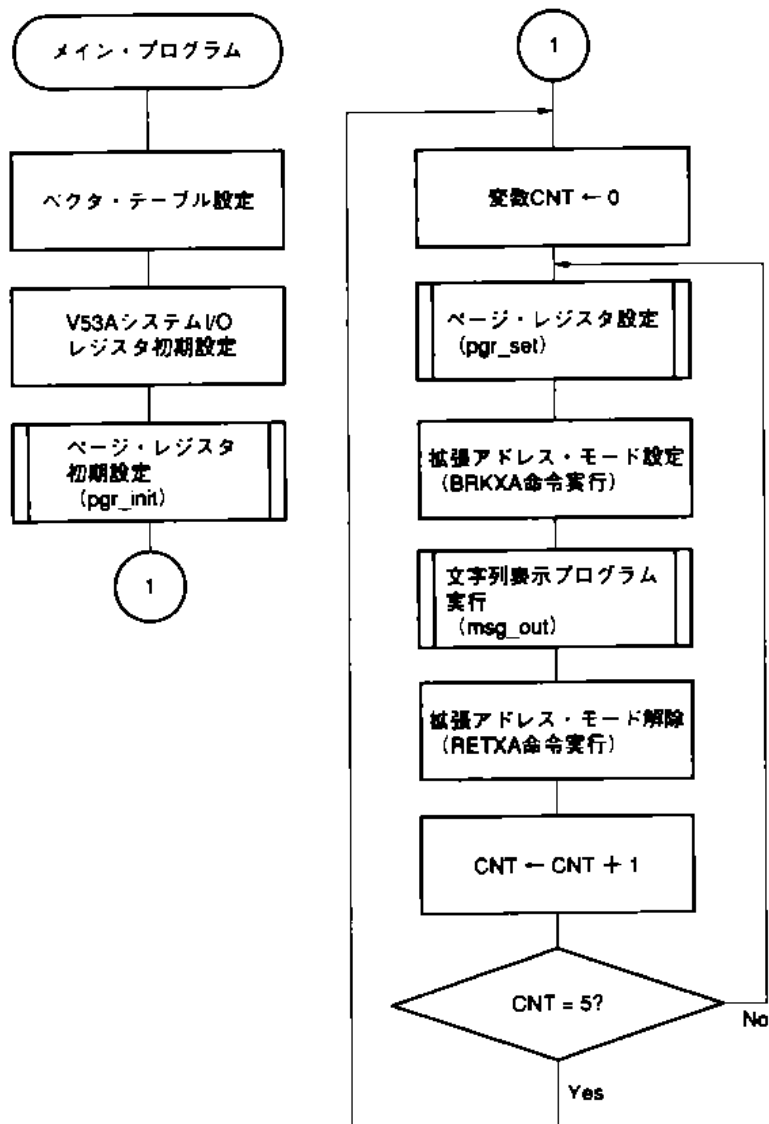 メイン・プログラム
ベクタ・テーブル設定
V53AシステムI/O
レジスタ初期設定
ページ・レジスタ
初期設定
(pgr_init)
1
1
変数CNT ← 0
ページ・レジスタ設定
(pgr_set)
拡張アドレス・モード設定
(BRKXA命令実行)
文字列表示プログラム
実行
(msg_out)
拡張アドレス・モード解除
(RETXA命令実行)
CNT ← CNT + 1
CNT = 5?
No
Yes